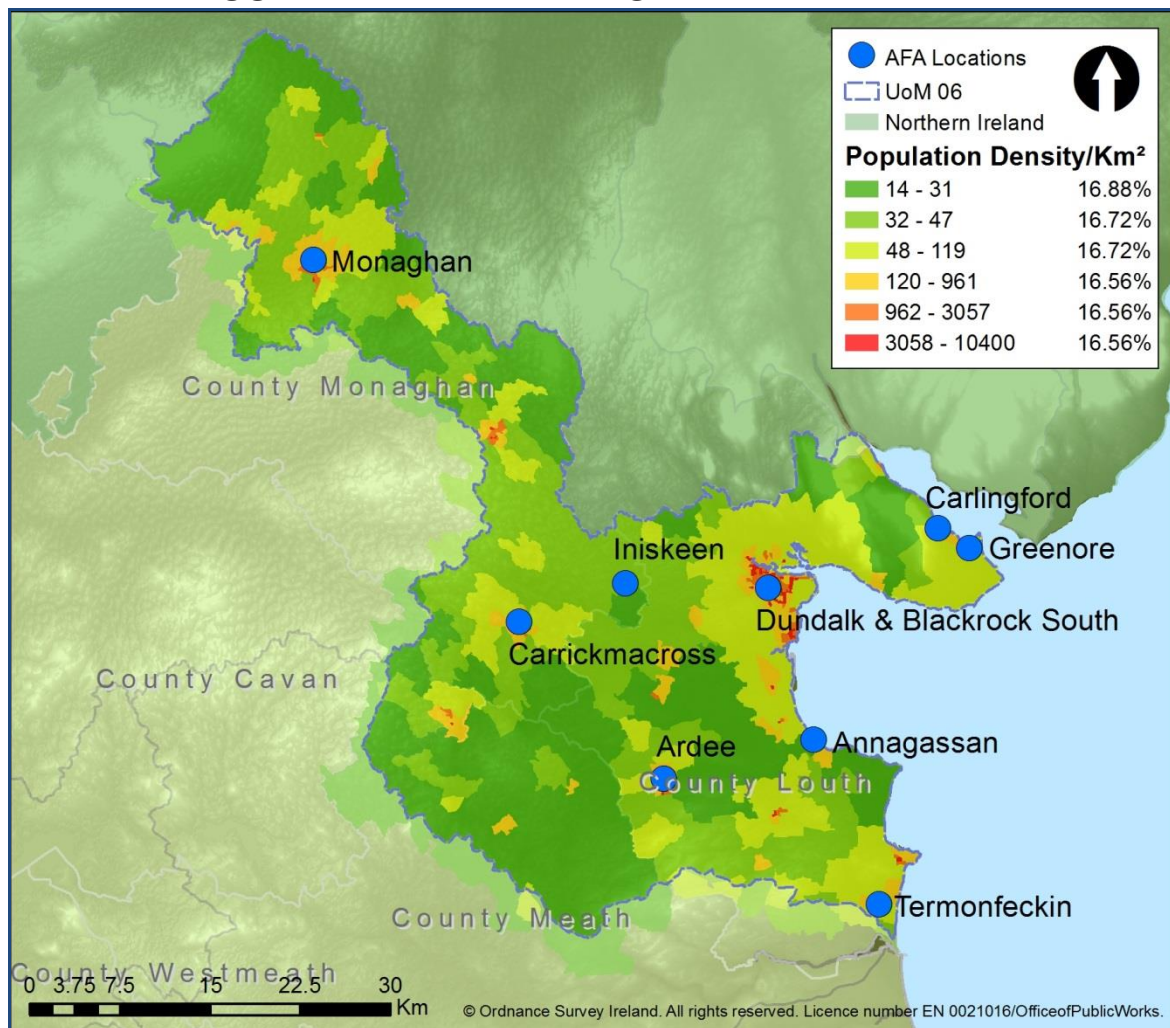 AFA Locations
UoM 06
Northern Ireland
Population Density/Km²
14 - 31 16.88%
32 - 47 16.72%
48 - 119 16.72%
120 - 961 16.56%
962 - 3057 16.56%
3058 - 10400 16.56%
Monaghan
County Monaghan
Carlingford
Greenore
Iniskeen
Dundalk & Blackrock South
Carrickmacross
County Cavan
Annagassan
Ardee
County Louth
County Meath
Termonfeckin
County Westmeath
0 3.75 7.5 15 22.5 30
Km
© Ordnance Survey Ireland. All rights reserved. Licence number EN 0021016/OfficeofPublicWorks.